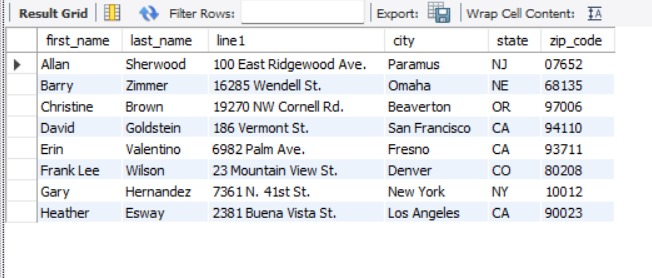 Result Grid Filter Rows: Export: Wrap Cell Content: IA
first_name last_name line1 city state zip_code
Allan Sherwood 100 East Ridgewood Ave. Paramus NJ 07652
Barry Zimmer 16285 Wendell St. Omaha NE 68135
Christine Brown 19270 NW Cornell Rd. Beaverton OR 97006
David Goldstein 186 Vermont St. San Francisco CA 94110
Erin Valentino 6982 Palm Ave. Fresno CA 93711
Frank Lee Wilson 23 Mountain View St. Denver CO 80208
Gary Hernandez 7361 N. 41st St. New York NY 10012
Heather Esway 2381 Buena Vista St. Los Angeles CA 90023